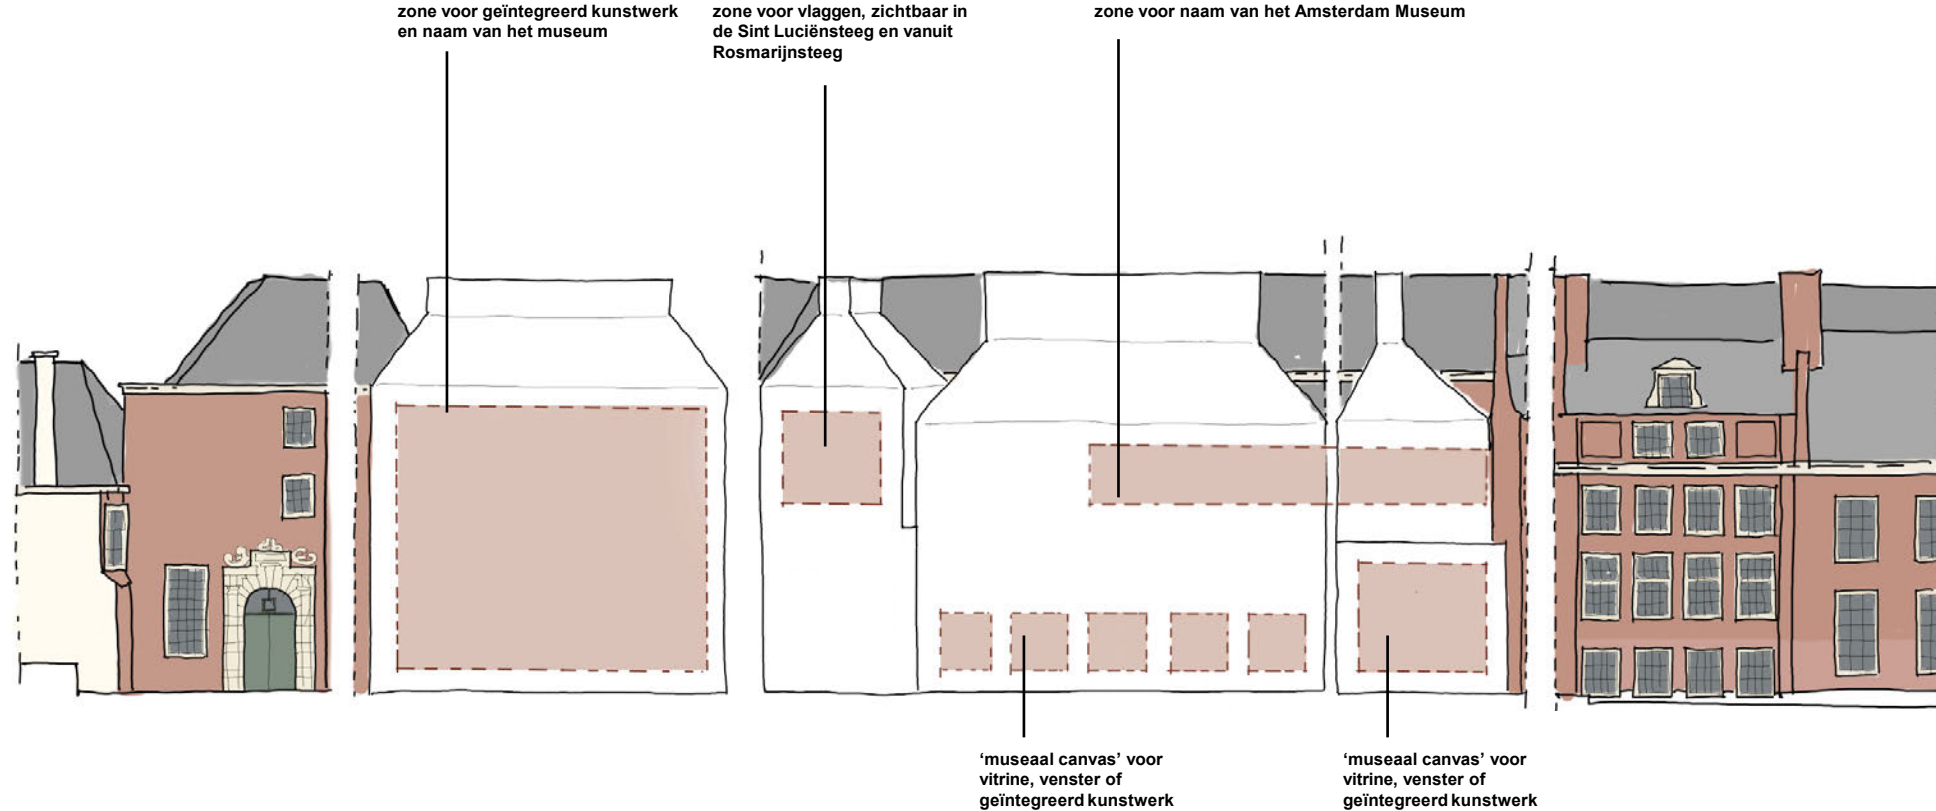 zone voor geïntegreerd kunstwerk
en naam van het museum
zone voor vlaggen, zichtbaar in
de Sint Luciënsteeg en vanuit
Rosmarijnsteeg
zone voor naam van het Amsterdam Museum
‘museaal canvas’ voor
vitrine, venster of
geïntegreerd kunstwerk
‘museaal canvas’ voor
vitrine, venster of
geïntegreerd kunstwerk